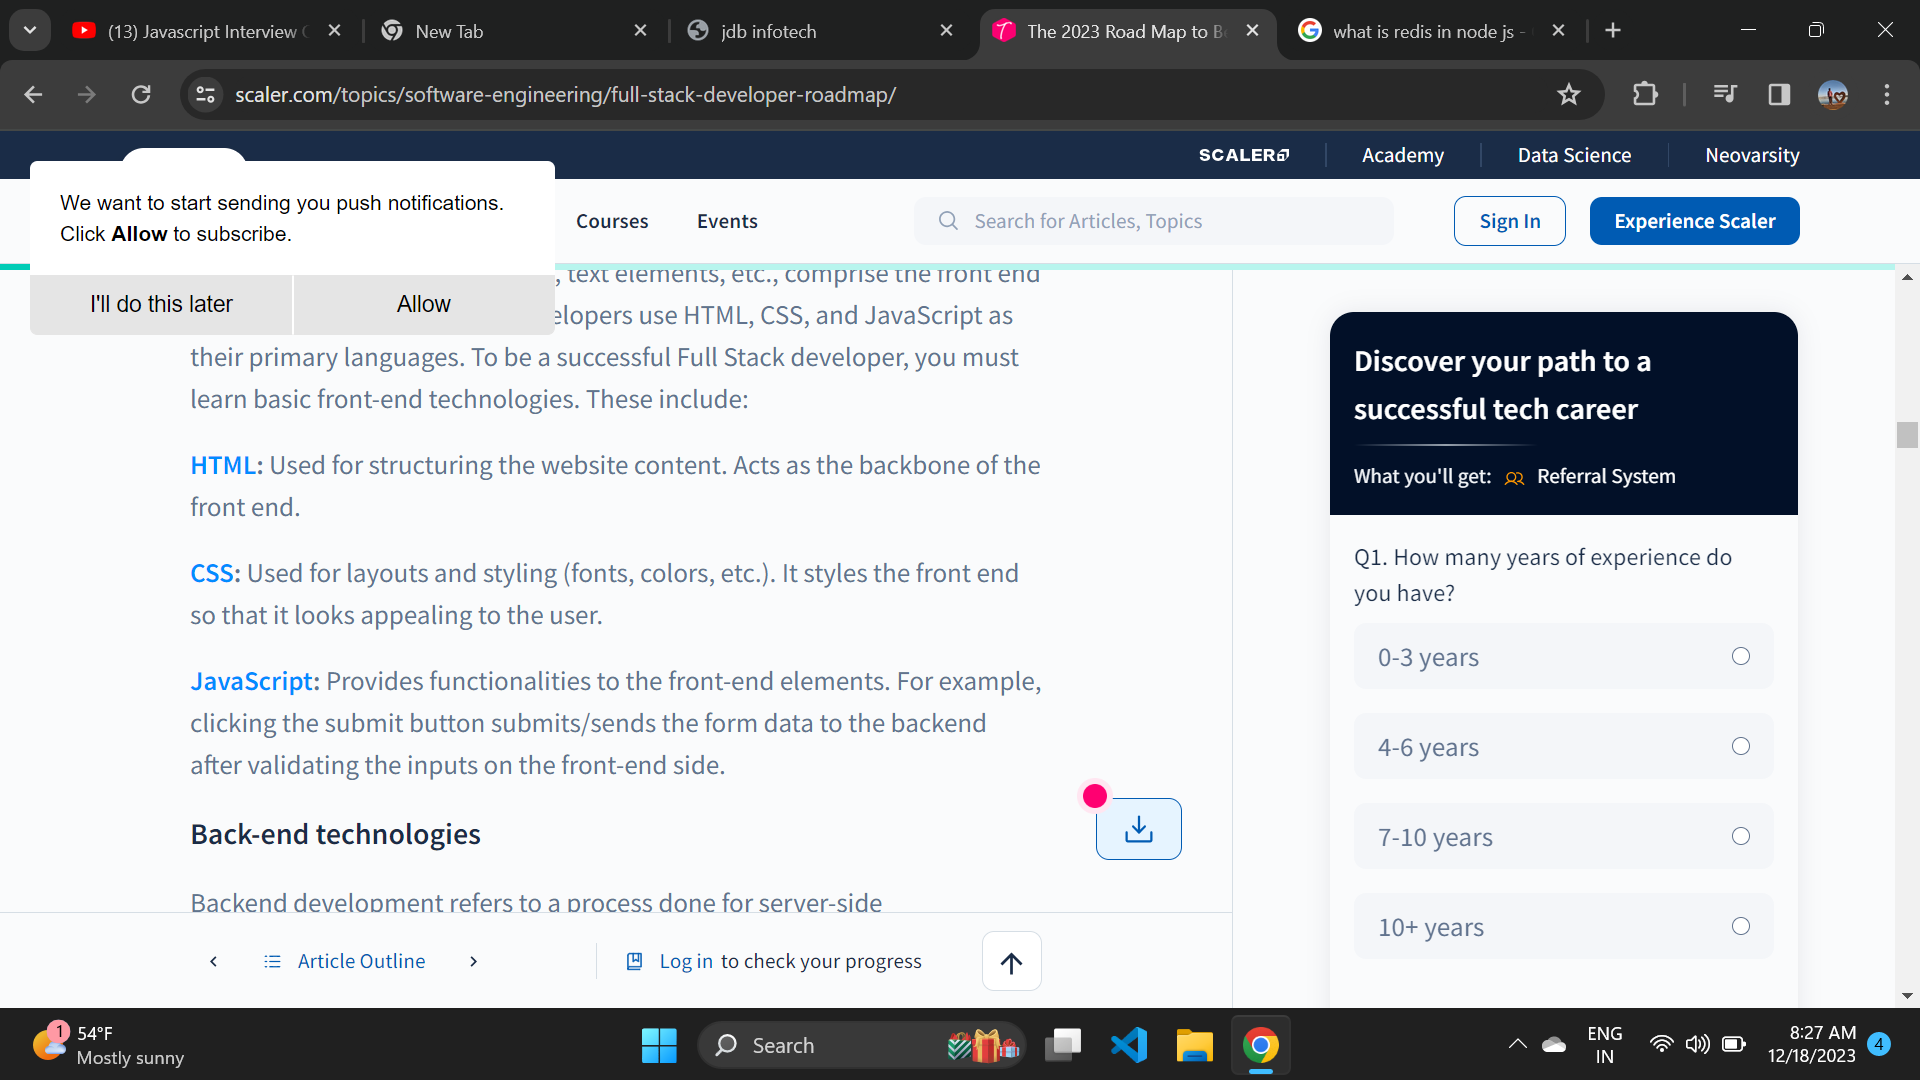 (13) Javascript Interview
New Tab
jdb infotech
The 2023 Road Map to
what is redis in node js -
scaler.com/topics/software-engineering/full-stack-developer-roadmap/
SCALER
Academy
Data Science
Neovarsity
We want to start sending you push notifications.
Click Allow to subscribe.
I'll do this later
Allow
Courses
Events
Search for Articles, Topics
Sign In
Experience Scaler
, text elements, etc., comprise the front end
elopers use HTML, CSS, and JavaScript as
their primary languages. To be a successful Full Stack developer, you must
learn basic front-end technologies. These include:
HTML: Used for structuring the website content. Acts as the backbone of the
front end.
CSS: Used for layouts and styling (fonts, colors, etc.). It styles the front end
so that it looks appealing to the user.
JavaScript: Provides functionalities to the front-end elements. For example,
clicking the submit button submits/sends the form data to the backend
after validating the inputs on the front-end side.
Back-end technologies
Backend development refers to a process done for server-side
Article Outline
Log in to check your progress
Discover your path to a
successful tech career
What you'll get: Referral System
Q1. How many years of experience do
you have?
0-3 years
4-6 years
7-10 years
10+ years
1
54°F
Mostly sunny
Search
ENG
IN
8:27 AM
12/18/2023
4